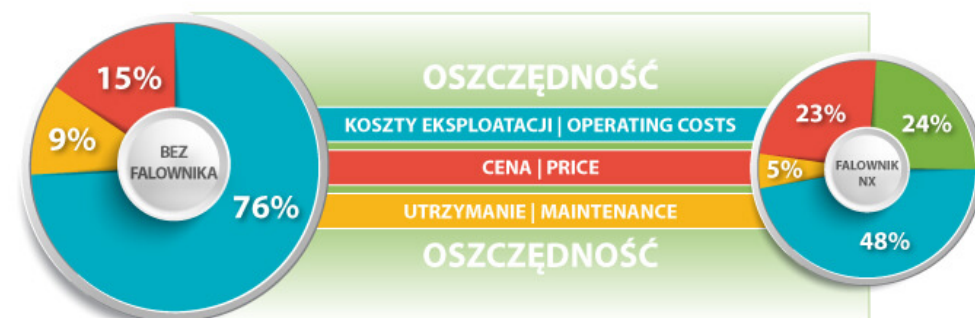 OSZCZĘDNOŚĆ
15%
9%
BEZ
FALOWNIKA
76%
KOSZTY EKSPLOATACJI | OPERATING COSTS
CENA | PRICE
UTRZYMANIE | MAINTENANCE
OSZCZĘDNOŚĆ
23%
24%
5%
FALOWNIK
NX
48%